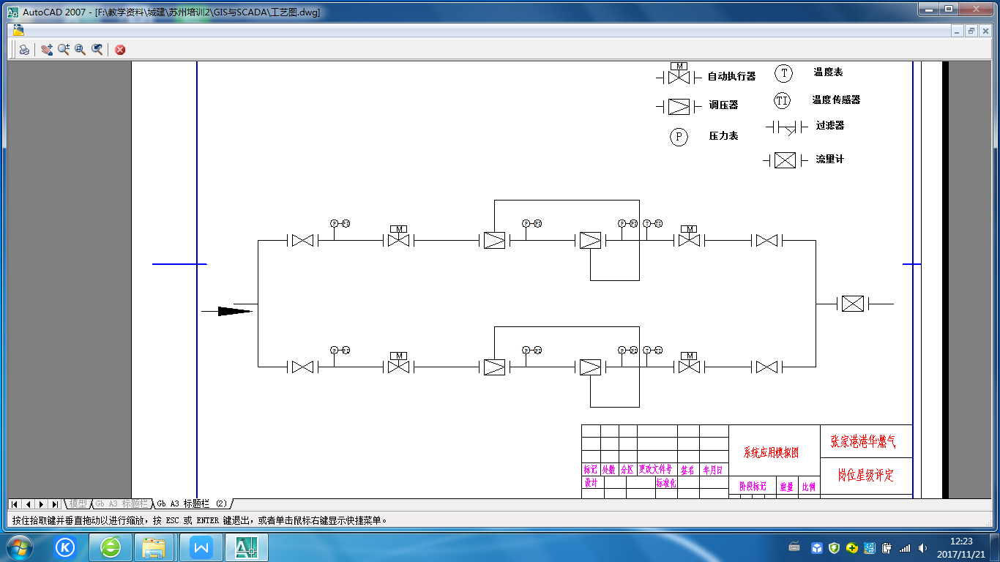 AutoCAD 2007 - [F:\教学资料\城建\苏州培训2\GIS与SCADA\工艺图.dwg]
M 自动执行器 T 温度表
调压器 TI 温度传感器
P 压力表 过滤器
流量计
P PI M P PI P PI T TI M
P PI M P PI P PI T TI M
系统应用模拟图 张家港港华燃气
标记 处数 分区 更改文件号 签名 年月日
设计 标准化 阶段标记 重量 比例 岗位星级评定
模型 Gb A3 标题栏 Gb A3 标题栏 (2)
按住拾取键并垂直拖动以进行缩放，按 ESC 或 ENTER 键退出，或者单击鼠标右键显示快捷菜单。
K e W A
12:23
2017/11/21